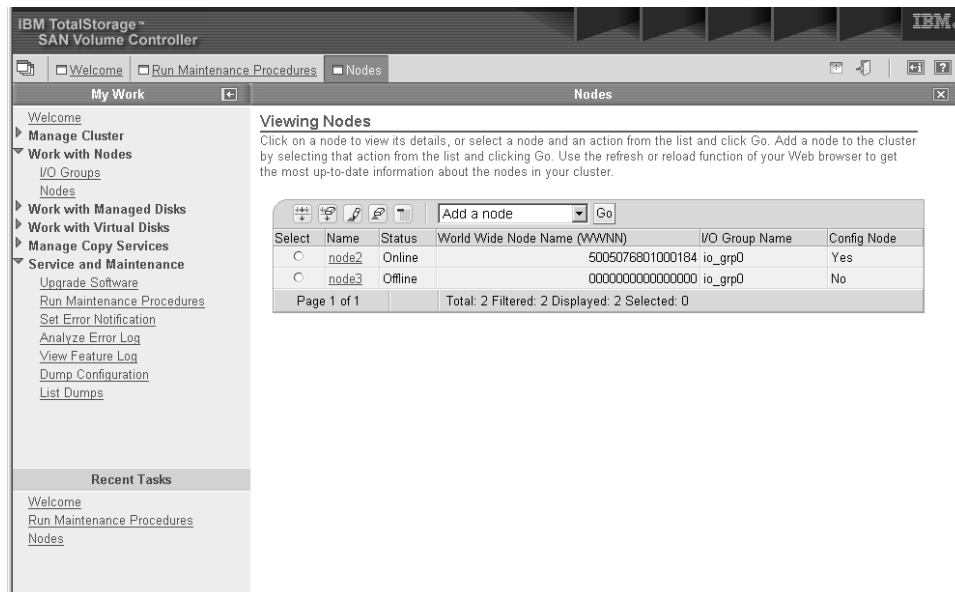 IBM TotalStorage™
SAN Volume Controller
IBM.
Welcome
Run Maintenance Procedures
Nodes
My Work
Nodes
Welcome
Manage Cluster
Work with Nodes
I/O Groups
Nodes
Work with Managed Disks
Work with Virtual Disks
Manage Copy Services
Service and Maintenance
Upgrade Software
Run Maintenance Procedures
Set Error Notification
Analyze Error Log
View Feature Log
Dump Configuration
List Dumps
Recent Tasks
Welcome
Run Maintenance Procedures
Nodes
Viewing Nodes
Click on a node to view its details, or select a node and an action from the list and click Go. Add a node to the cluster
by selecting that action from the list and clicking Go. Use the refresh or reload function of your Web browser to get
the most up-to-date information about the nodes in your cluster.
Add a node Go
Select Name Status World Wide Node Name (WWNN) I/O Group Name Config Node
node2 Online 5005076801000184 io_grp0 Yes
node3 Offline 0000000000000000 io_grp0 No
Page 1 of 1 Total: 2 Filtered: 2 Displayed: 2 Selected: 0